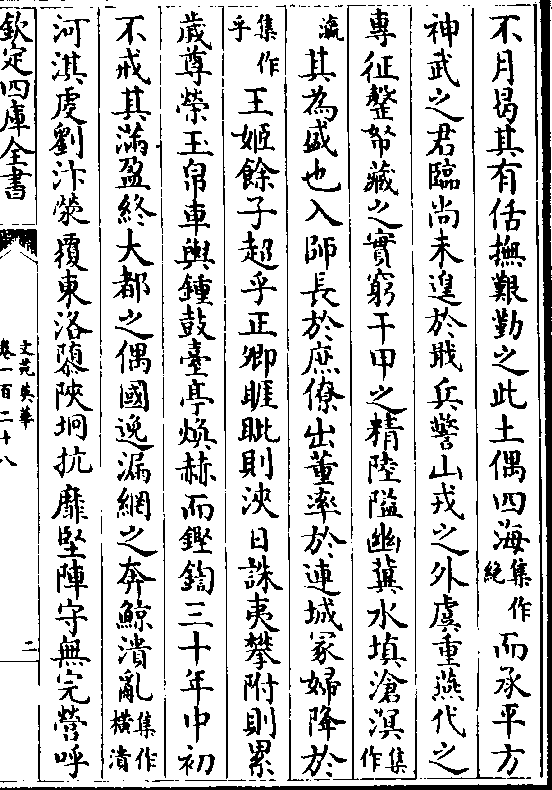 不月曷其有佸撫艱勤之此土偶四海集作絶而承平方
神武之君臨尚未遑於戢兵警山戎之外虞重燕代之
專征整帑藏之實窮干甲之精陸隘幽冀水填滄溟集作
瀛其為盛也入師長於庶僚出董率於連城冢婦降於
集作乎王姬餘子超乎正卿睚眦則浹日誅夷攀附則累
歲尊榮玉帛車輿鍾鼓臺亭煥赫而鏗鍧三十年中初
不戒其滿盈終大都之偶國逸漏網之奔鯨潰亂集作橫潰
河淇虔劉汴滎覆東洛隳陝坰抗靡堅陣守無完營呼
欽定四庫全書
文苑英華
卷一百二十八
二